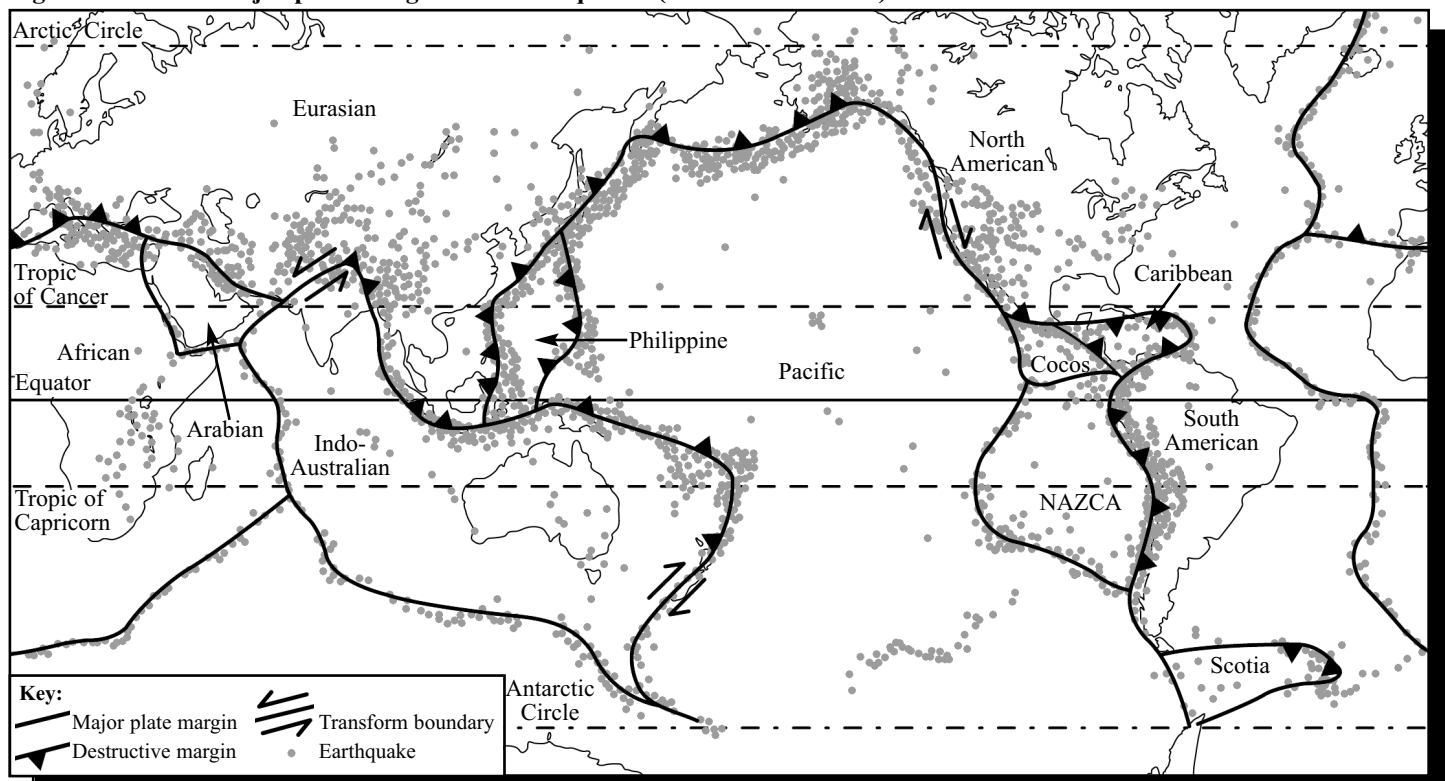 Arctic Circle
Eurasian
North
American
Tropic
of Cancer
Caribbean
African
Philippine
Pacific
Cocos
Equator
Arabian
Indo-
Australian
South
American
Tropic of
Capricorn
NAZCA
Scotia
Antarctic
Circle
Key:
Major plate margin
Transform boundary
Destructive margin
Earthquake